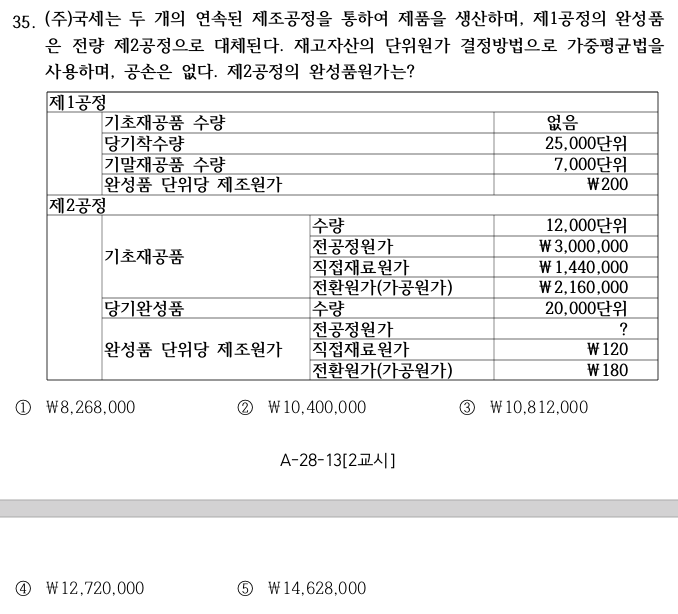 35. (주)국세는 두 개의 연속된 제조공정을 통하여 제품을 생산하며, 제1공정의 완성품
은 전량 제2공정으로 대체된다. 재고자산의 단위원가 결정방법으로 가중평균법을
사용하며, 공손은 없다. 제2공정의 완성품원가는?
제1공정
기초재공품 수량 없음
당기착수량 25,000단위
기말재공품 수량 7,000단위
완성품 단위당 제조원가 ₩200
제2공정
기초재공품 수량 12,000단위
전공정원가 ₩3,000,000
직접재료원가 ₩1,440,000
전환원가(가공원가) ₩2,160,000
당기완성품 수량 20,000단위
완성품 단위당 제조원가 전공정원가 ?
직접재료원가 ₩120
전환원가(가공원가) ₩180
① ₩8,268,000 ② ₩10,400,000 ③ ₩10,812,000
A-28-13[2교시]
④ ₩12,720,000 ⑤ ₩14,628,000